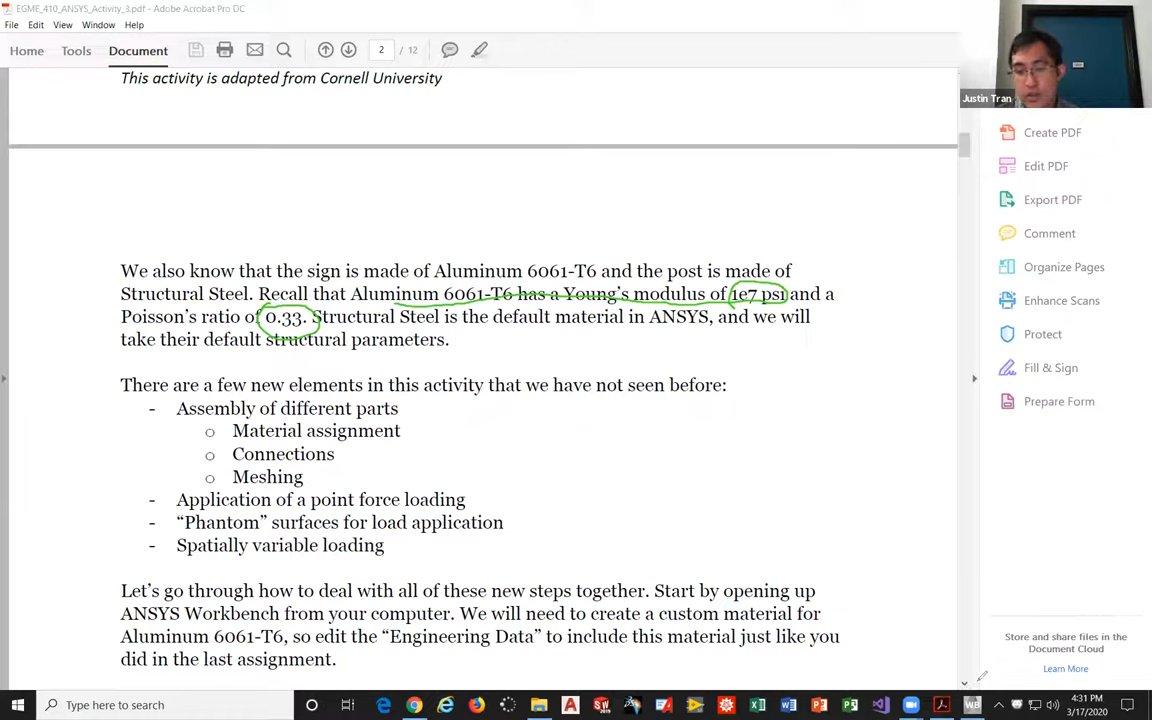 EGME_410_ANSYS_Activity_3.pdf - Adobe Acrobat Pro DC
File Edit View Window Help
Home Tools Document 2 / 12
This activity is adapted from Cornell University
Justin Tran
Create PDF
Edit PDF
Export PDF
Comment
Organize Pages
Enhance Scans
Protect
Fill & Sign
Prepare Form
We also know that the sign is made of Aluminum 6061-T6 and the post is made of
Structural Steel. Recall that Aluminum 6061-T6 has a Young's modulus of 1e7 psi and a
Poisson's ratio of 0.33. Structural Steel is the default material in ANSYS, and we will
take their default structural parameters.
There are a few new elements in this activity that we have not seen before:
- Assembly of different parts
o Material assignment
o Connections
o Meshing
- Application of a point force loading
- “Phantom” surfaces for load application
- Spatially variable loading
Let's go through how to deal with all of these new steps together. Start by opening up
ANSYS Workbench from your computer. We will need to create a custom material for
Aluminum 6061-T6, so edit the “Engineering Data” to include this material just like you
did in the last assignment.
Store and share files in the
Document Cloud
Learn More
Type here to search
4:31 PM
3/17/2020